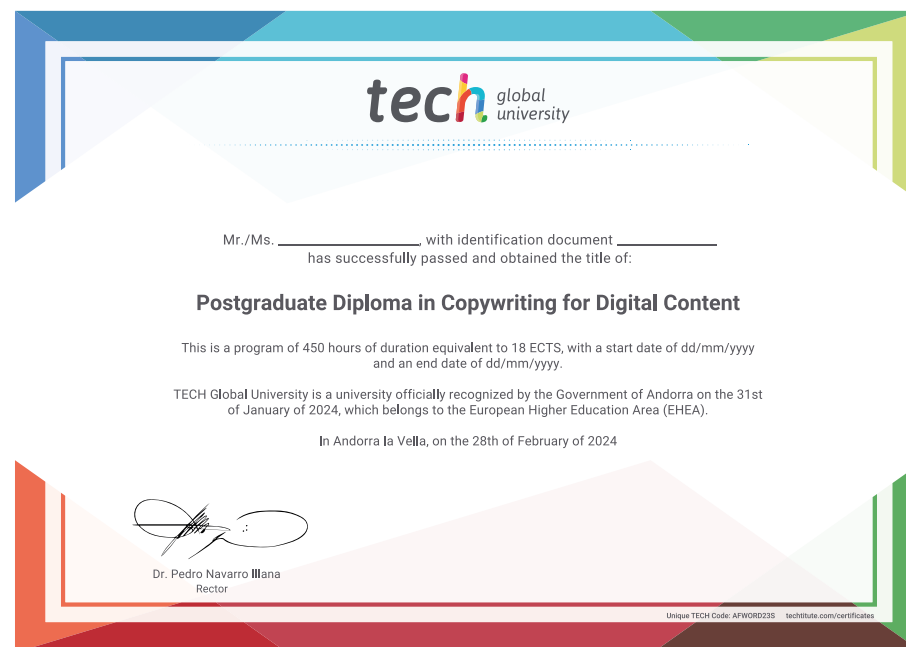 tech global university
Mr./Ms. ________________, with identification document ____________
has successfully passed and obtained the title of:
Postgraduate Diploma in Copywriting for Digital Content
This is a program of 450 hours of duration equivalent to 18 ECTS, with a start date of dd/mm/yyyy
and an end date of dd/mm/yyyy.
TECH Global University is a university officially recognized by the Government of Andorra on the 31st
of January of 2024, which belongs to the European Higher Education Area (EHEA).
In Andorra la Vella, on the 28th of February of 2024
Dr. Pedro Navarro Illana
Rector
Unique TECH Code: AFWORD23S techtitute.com/certificates